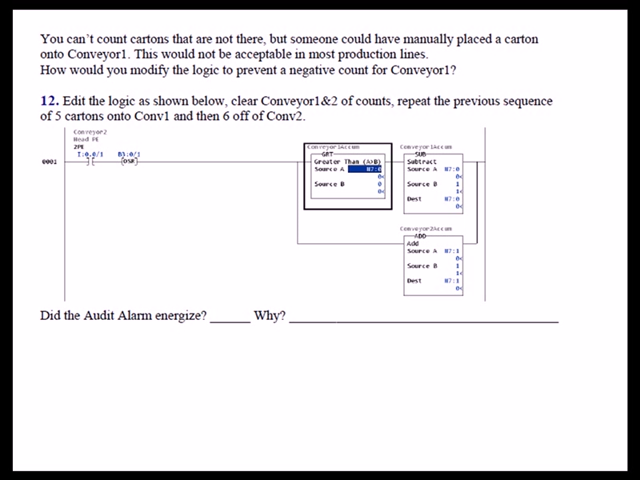 You can't count cartons that are not there, but someone could have manually placed a carton
onto Conveyor1. This would not be acceptable in most production lines.
How would you modify the logic to prevent a negative count for Conveyor1?
12. Edit the logic as shown below, clear Conveyor1&2 of counts, repeat the previous sequence
of 5 cartons onto Conv1 and then 6 off of Conv2.
Conveyor2
Head PE
2PE
I:0.0/1 B3:0/1
OSR
0001
Conveyor1Accum
GRT
Greater Than (A>B)
Source A N7:0
0<
Source B 0
0<
Conveyor1Accum
SUB
Subtract
Source A N7:0
0<
Source B 1
1<
Dest N7:0
0<
Conveyor2Accum
ADD
Add
Source A N7:1
0<
Source B 1
1<
Dest N7:1
0<
Did the Audit Alarm energize? ______ Why? ______________________________________